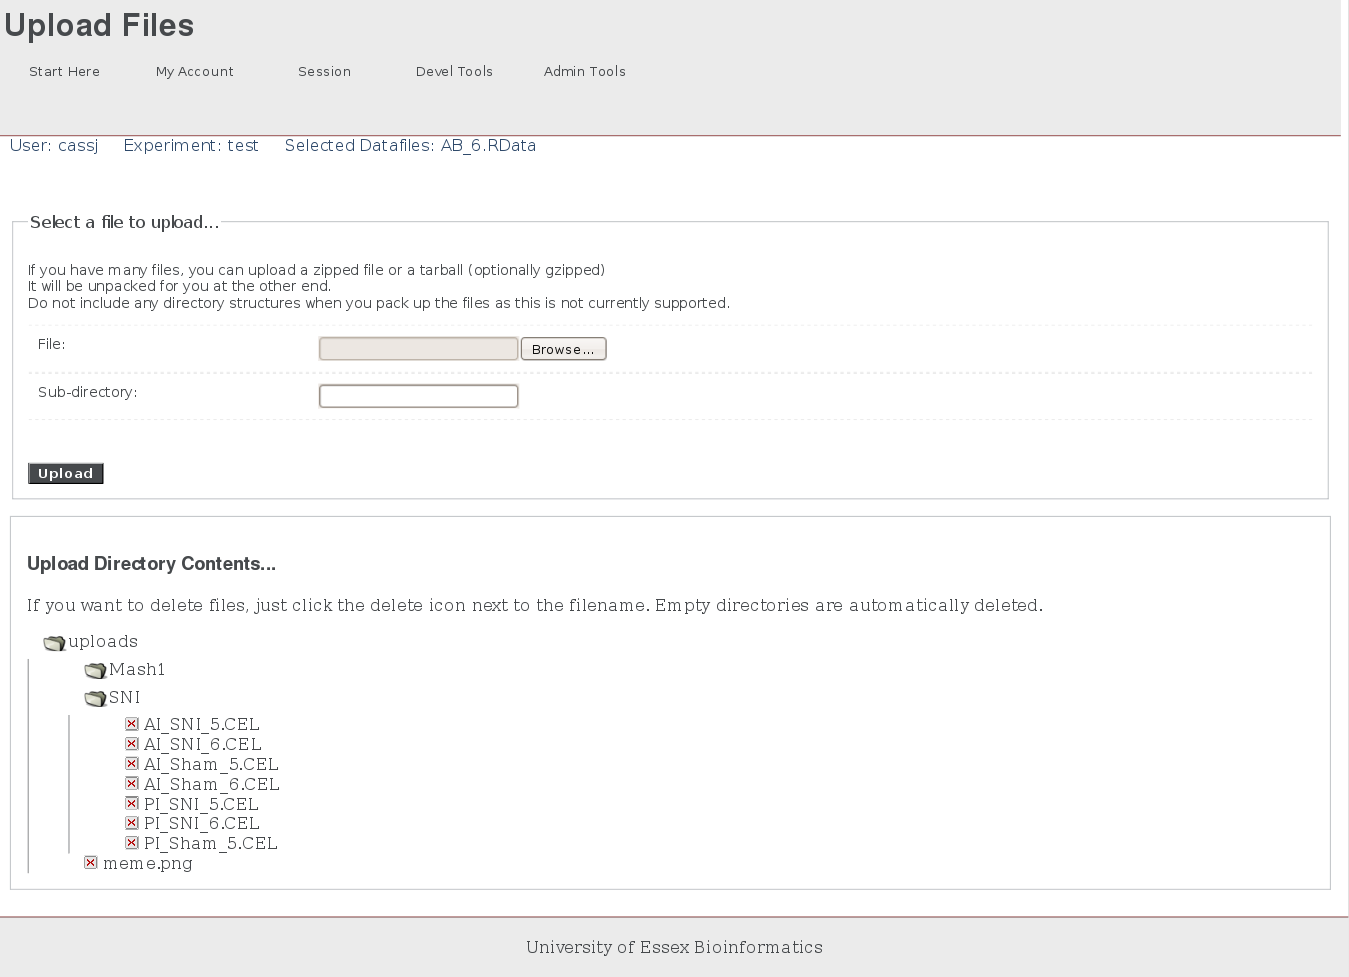 Upload Files
Start Here My Account Session Devel Tools Admin Tools
User: cassj Experiment: test Selected Datafiles: AB_6.RData
Select a file to upload...
If you have many files, you can upload a zipped file or a tarball (optionally gzipped)
It will be unpacked for you at the other end.
Do not include any directory structures when you pack up the files as this is not currently supported.
File: Browse...
Sub-directory:
Upload
Upload Directory Contents...
If you want to delete files, just click the delete icon next to the filename. Empty directories are automatically deleted.
uploads
Mash1
SNI
AI_SNI_5.CEL
AI_SNI_6.CEL
AI_Sham_5.CEL
AI_Sham_6.CEL
PI_SNI_5.CEL
PI_SNI_6.CEL
PI_Sham_5.CEL
meme.png
University of Essex Bioinformatics